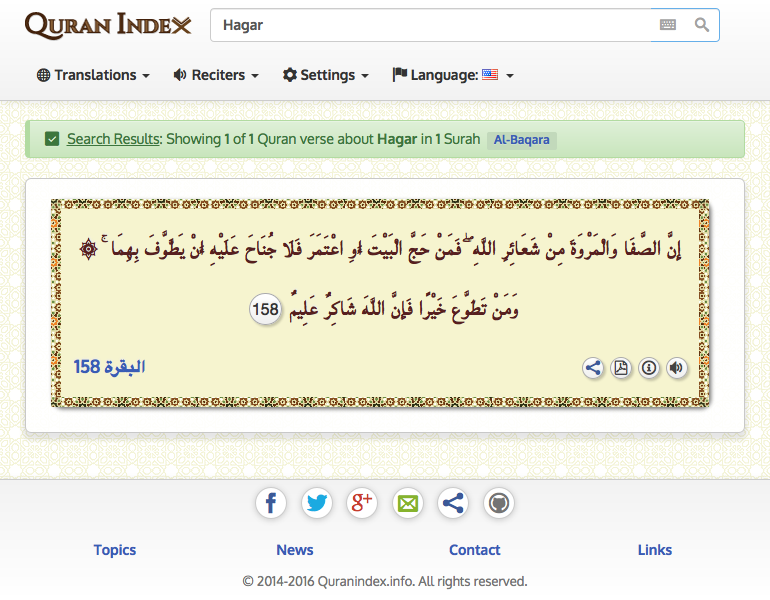 QURAN INDEX
Hagar
Translations
Reciters
Settings
Language:
Search Results: Showing 1 of 1 Quran verse about Hagar in 1 Surah Al-Baqara
إِنَّ الصَّفَا وَالْمَرْوَةَ مِنْ شَعَائِرِ اللَّهِ ۖ فَمَنْ حَجَّ الْبَيْتَ أَوِ اعْتَمَرَ فَلَا جُنَاحَ عَلَيْهِ أَنْ يَطَّوَّفَ بِهِمَا ۚ ۞
وَمَنْ تَطَوَّعَ خَيْرًا فَإِنَّ اللَّهَ شَاكِرٌ عَلِيمٌ 158
البقرة 158
Topics
News
Contact
Links
© 2014-2016 Quranindex.info. All rights reserved.